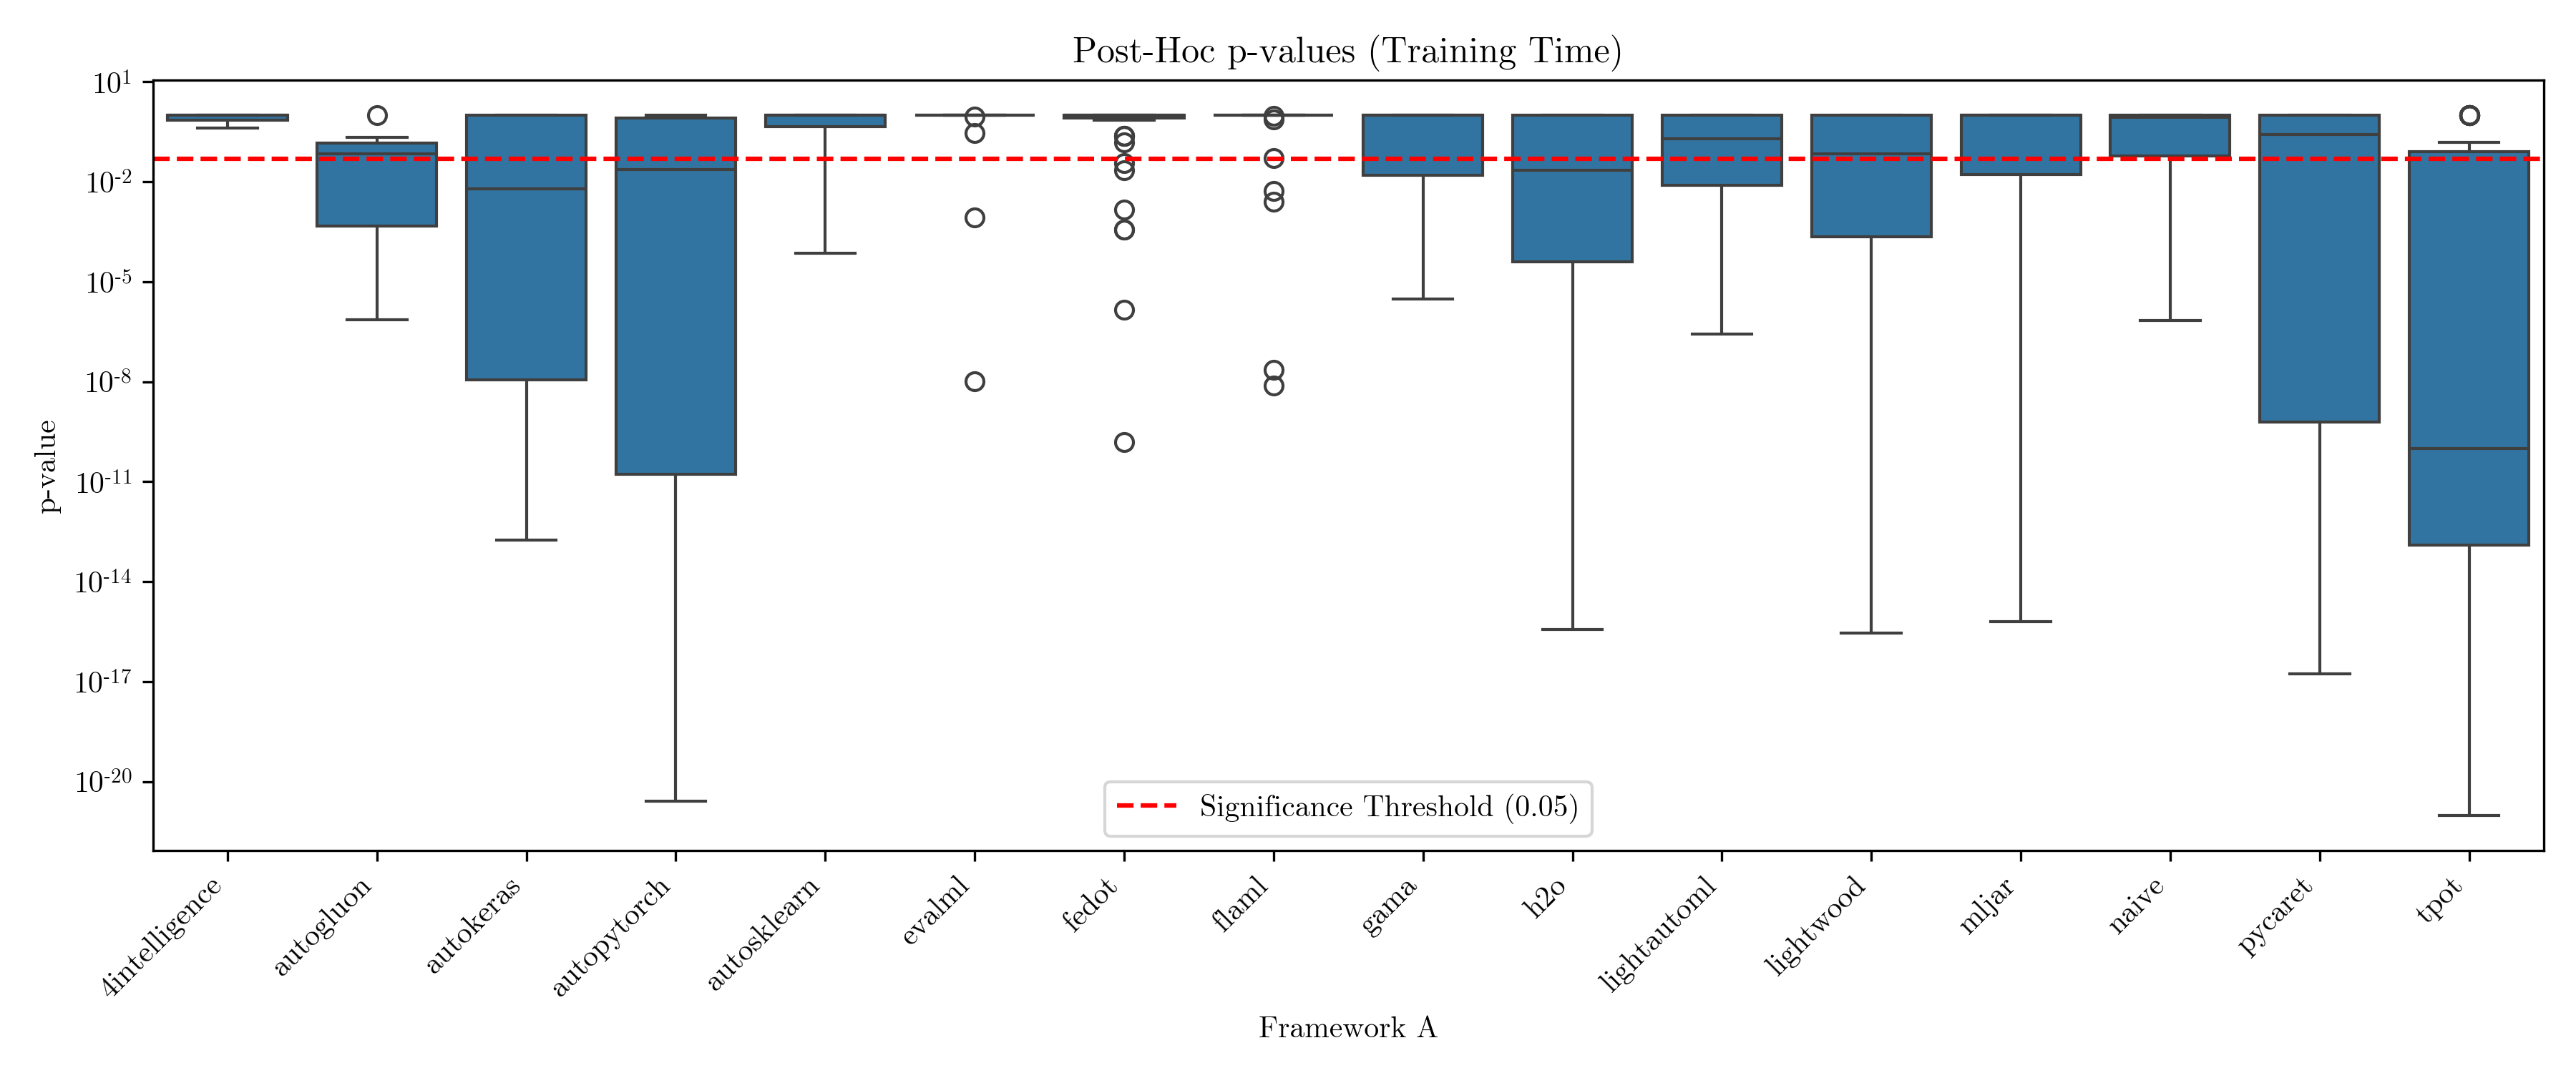 Post-Hoc p-values (Training Time)
10^1
10^-2
10^-5
10^-8
10^-11
10^-14
10^-17
10^-20
p-value
Significance Threshold (0.05)
4intelligence
autogluon
autokeras
autopytorch
autosklearn
evalml
fedot
flaml
gama
h2o
lightautoml
lightwood
mljar
naive
pycaret
tpot
Framework A